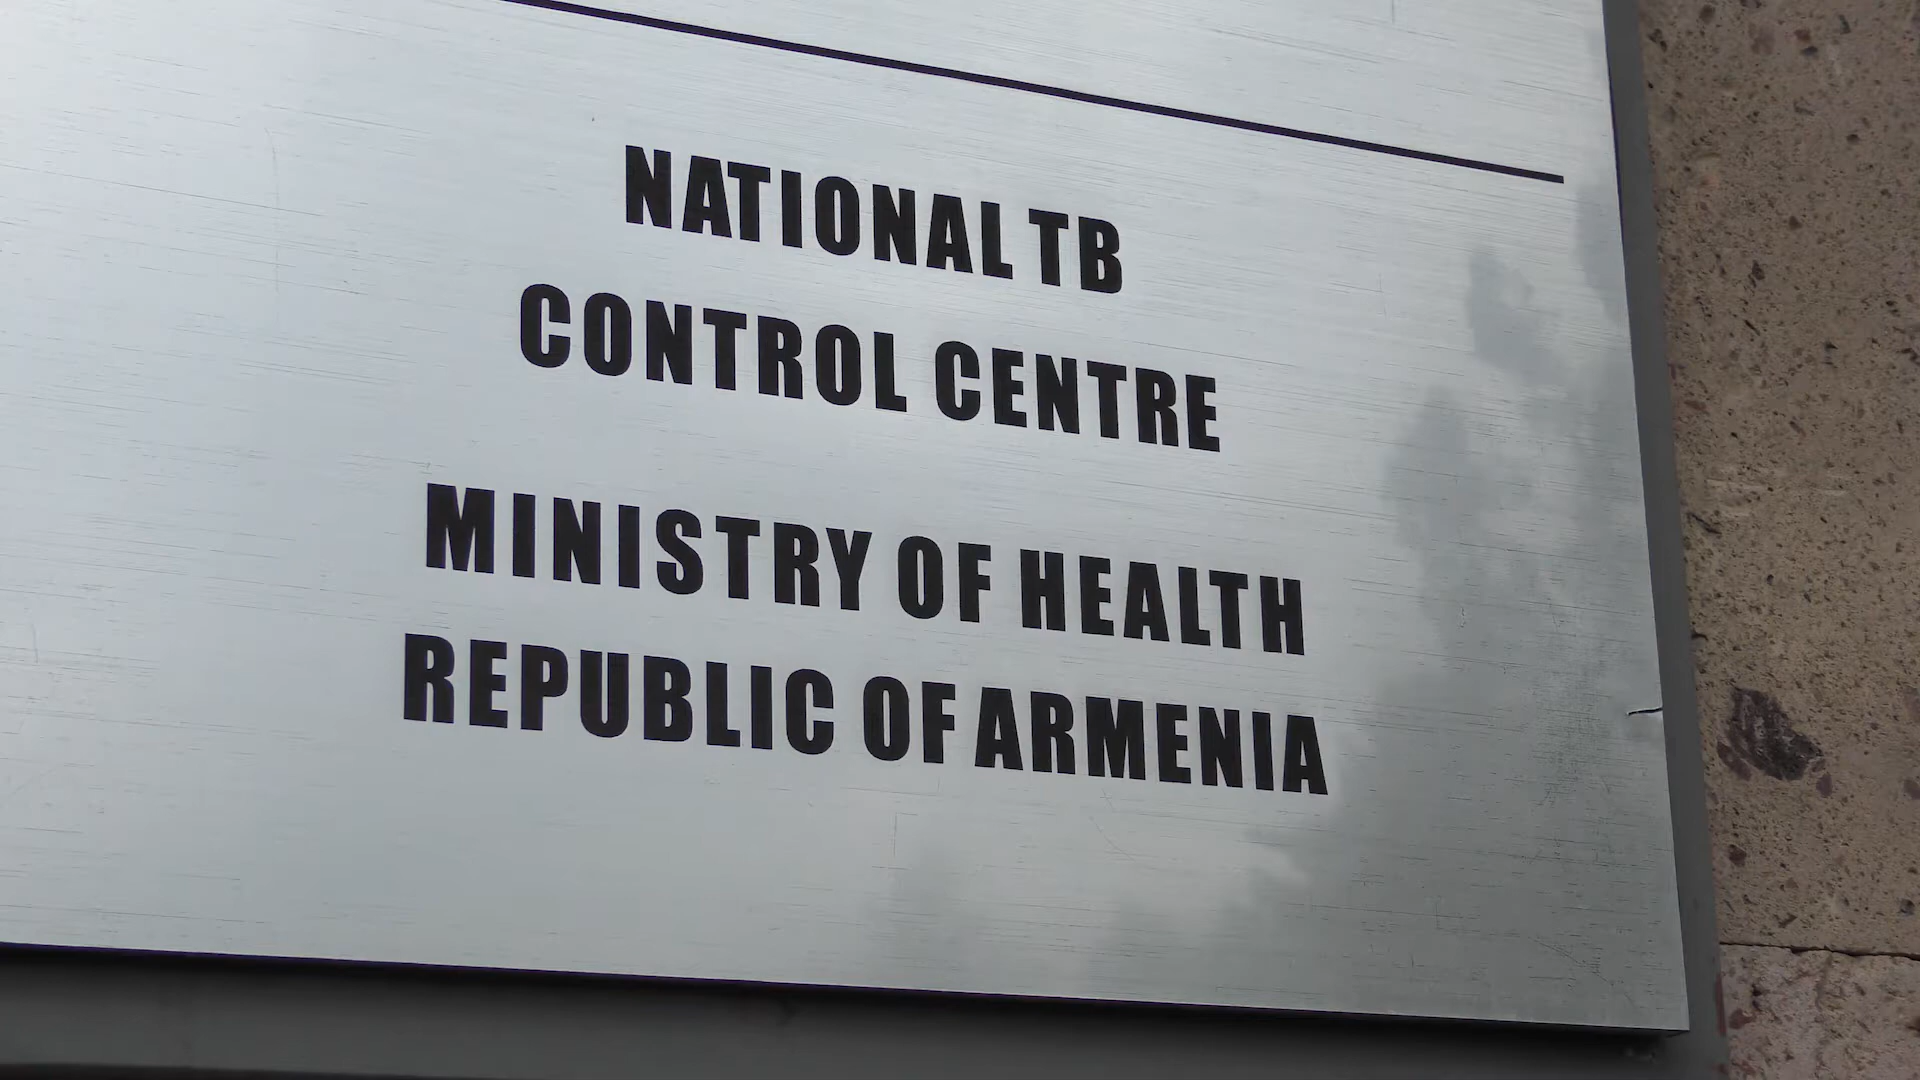 NATIONAL TB
CONTROL CENTRE
MINISTRY OF HEALTH
REPUBLIC OF ARMENIA